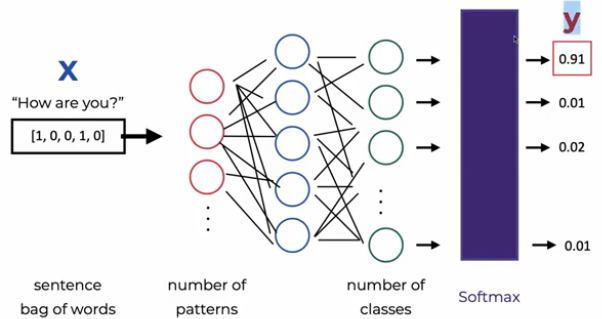 X
y
"How are you?"
[1, 0, 0, 1, 0]
0.91
0.01
0.02
0.01
sentence
bag of words
number of
patterns
number of
classes
Softmax